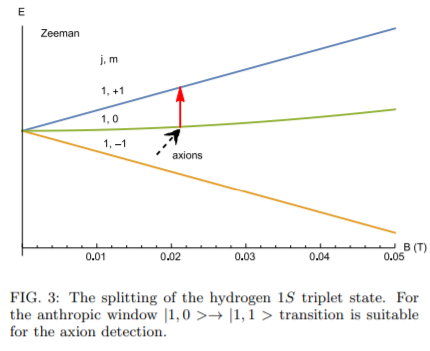 E
Zeeman
j, m
1, +1
1, 0
1, −1
axions
B (T)
0.01 0.02 0.03 0.04 0.05
FIG. 3: The splitting of the hydrogen 1S triplet state. For
the anthropic window |1, 0 >→ |1, 1 > transition is suitable
for the axion detection.